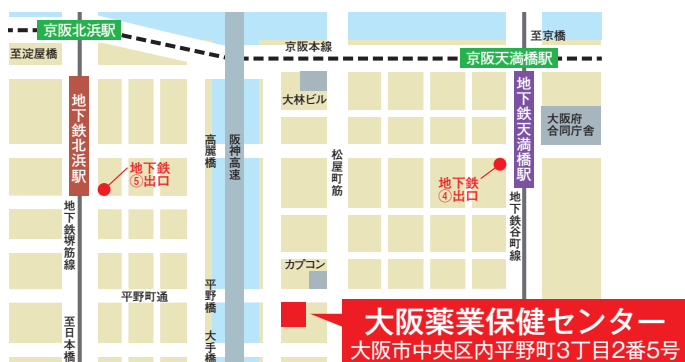 京阪北浜駅
至淀屋橋
京阪本線
至京橋
京阪天満橋駅
地下鉄北浜駅
大林ビル
地下鉄天満橋駅
大阪府
合同庁舎
高麗橋
阪神高速
松屋町筋
地下鉄
⑤出口
地下鉄
④出口
地下鉄堺筋線
地下鉄谷町線
カプコン
平野町通
平野橋
至日本橋
大手橋
大阪薬業保健センター
大阪市中央区内平野町3丁目2番5号